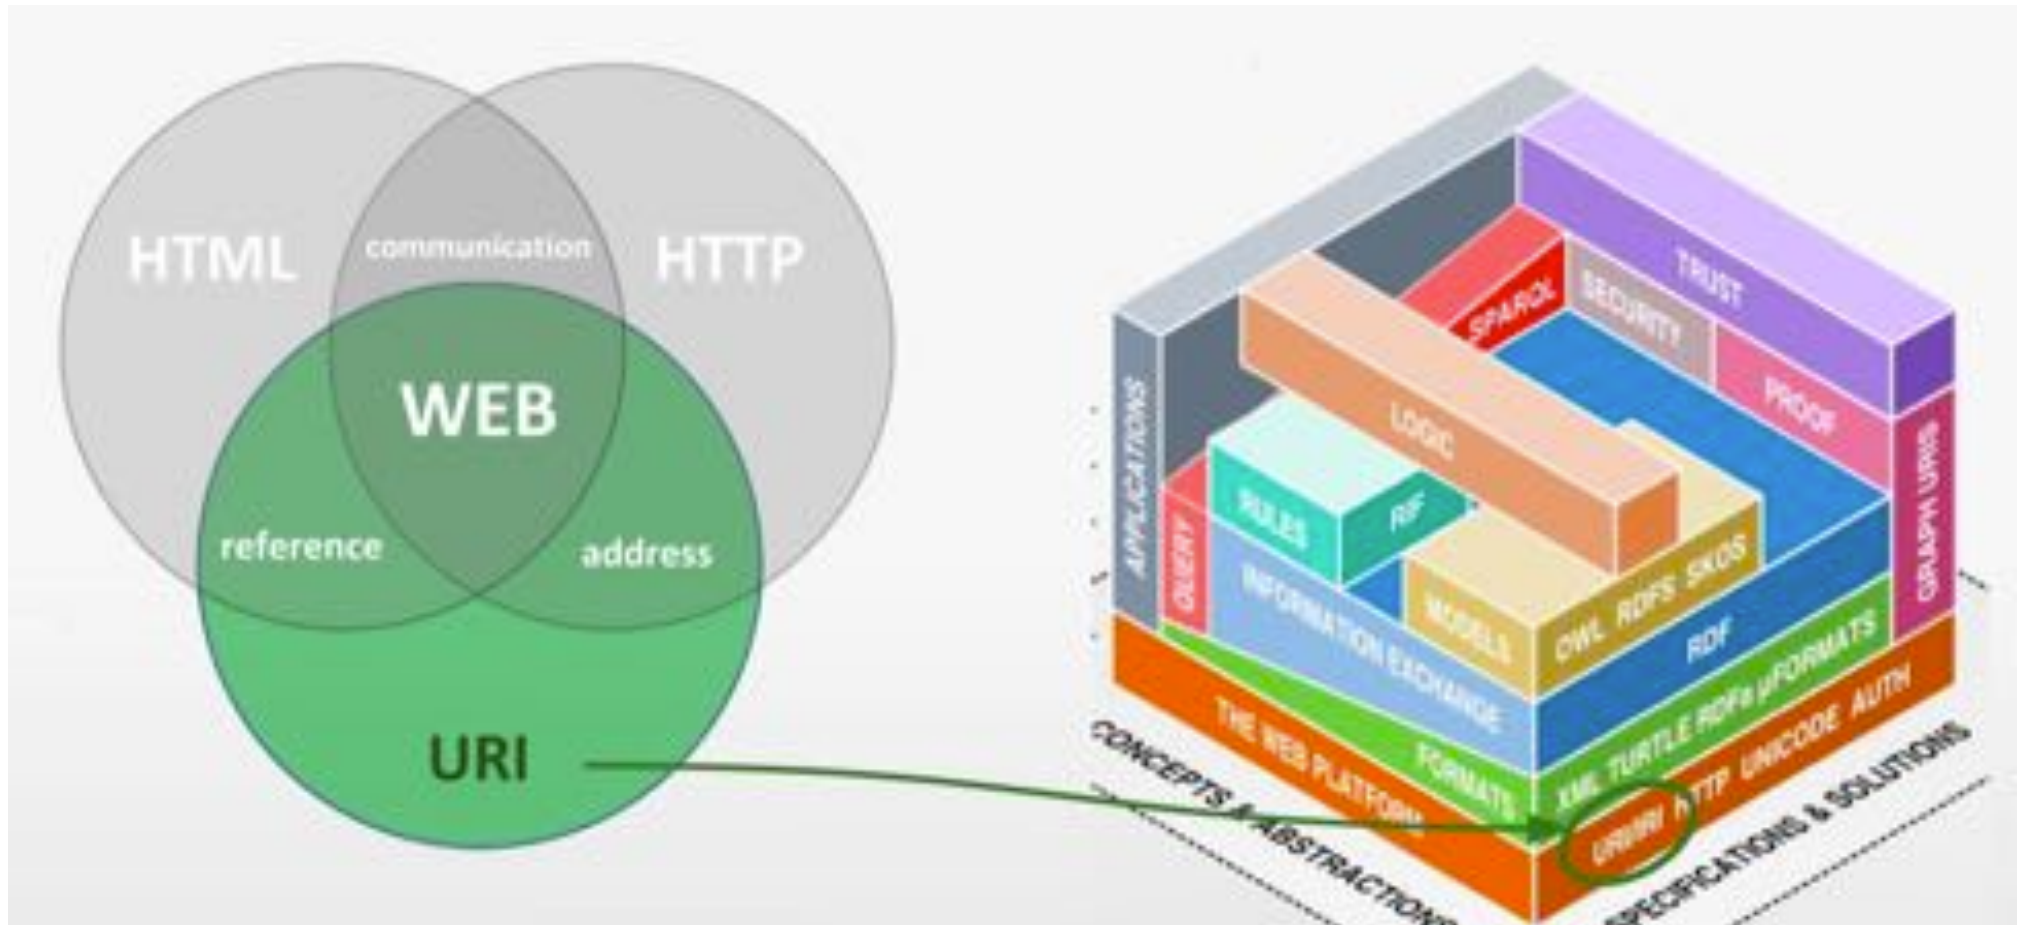 HTML
communication
HTTP
WEB
reference
address
URI
TRUST
SPARQL
SECURITY
PROOF
APPLICATIONS
LOGIC
GRAPH URIS
RULES
RIF
QUERY
INFORMATION EXCHANGE
MODELS
OWL RDFS SKOS
RDF
FORMATS
XML TURTLE RDFa µFORMATS
THE WEB PLATFORM
URI/IRI HTTP UNICODE AUTH
CONCEPTS & ABSTRACTIONS
SPECIFICATIONS & SOLUTIONS